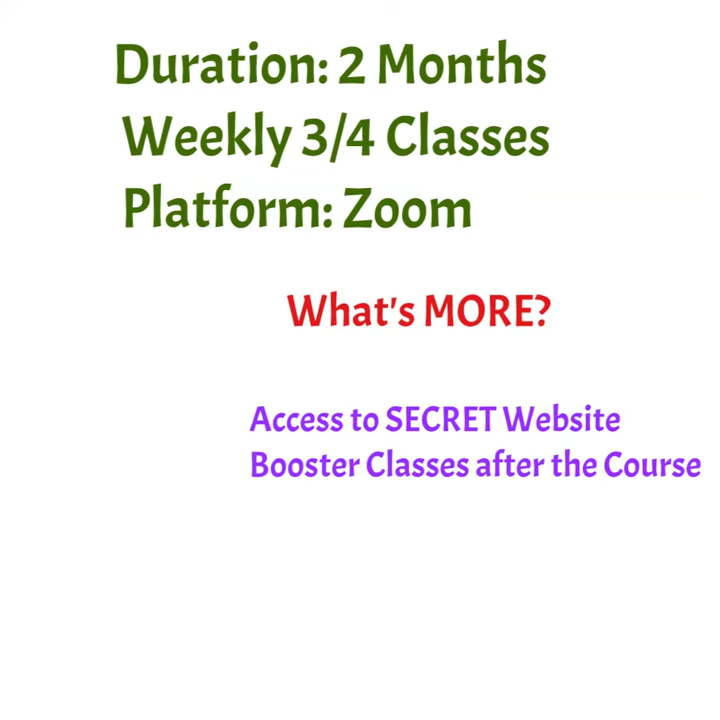 Duration: 2 Months
Weekly 3/4 Classes
Platform: Zoom
What's MORE?
Access to SECRET Website
Booster Classes after the Course